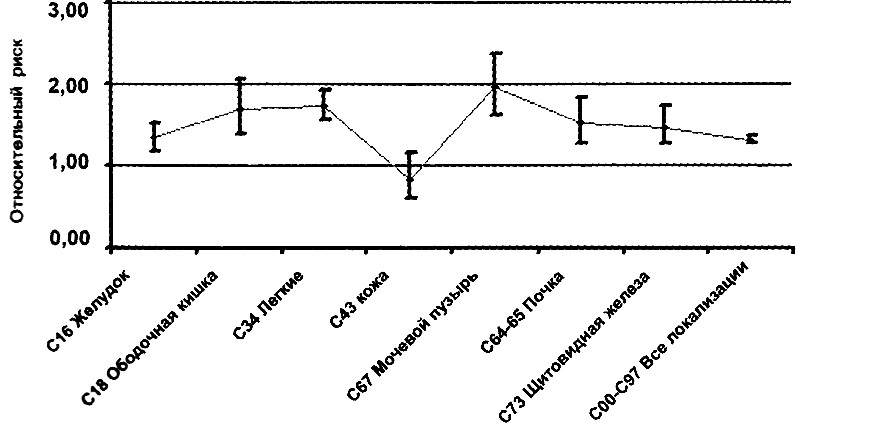 Относительный риск
3,00
2,00
1,00
0,00
C16 Желудок
C18 Ободочная кишка
C34 Легкие
C43 кожа
C67 Мочевой пузырь
C64-65 Почка
C73 Щитовидная железа
C00-C97 Все локализации